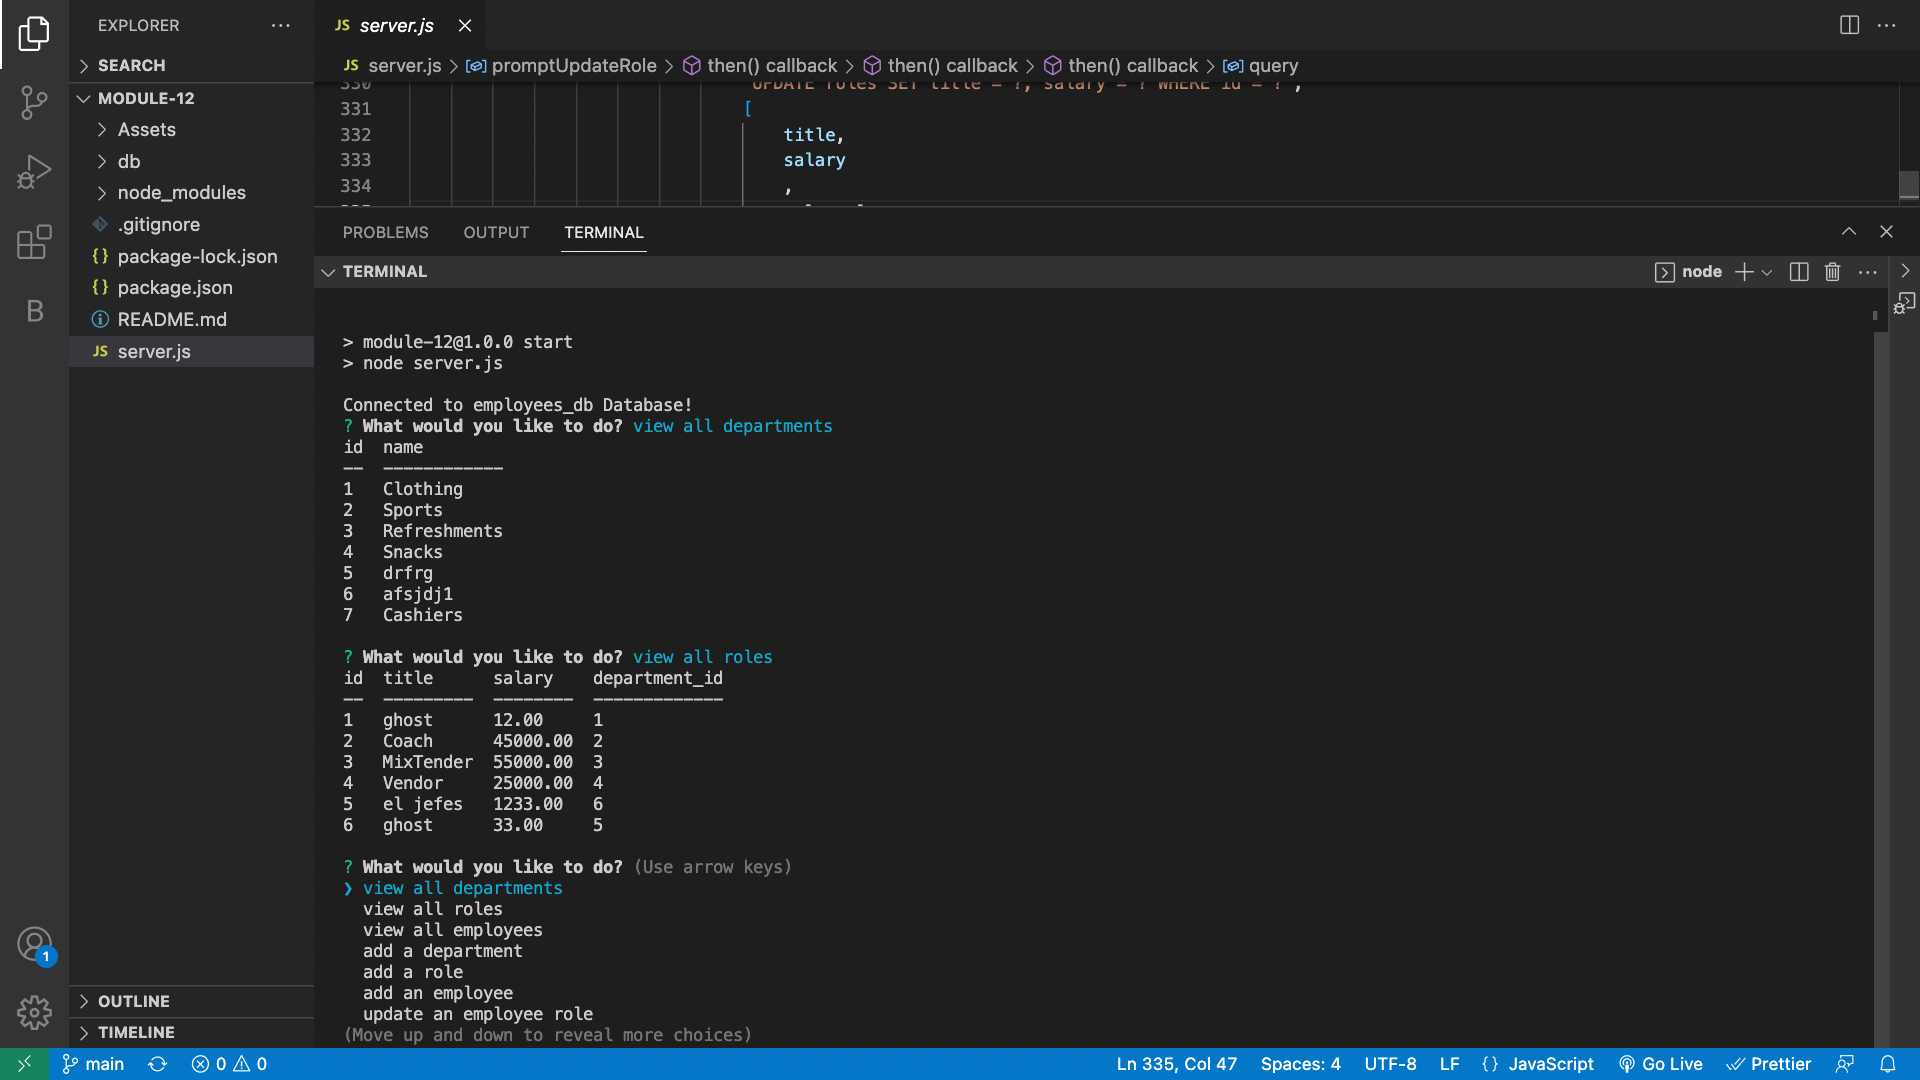 EXPLORER
SEARCH
MODULE-12
Assets
db
node_modules
.gitignore
package-lock.json
package.json
README.md
JS server.js
OUTLINE
TIMELINE
B
1
JS server.js
JS server.js > promptUpdateRole > then() callback > then() callback > then() callback > query
330 UPDATE roles SET title = ?, salary = ? WHERE id = ? ,
331 [
332 title,
333 salary
334 ,
PROBLEMS OUTPUT TERMINAL
TERMINAL
node
> module-12@1.0.0 start
> node server.js
Connected to employees_db Database!
? What would you like to do? view all departments
id name
-- ------------
1 Clothing
2 Sports
3 Refreshments
4 Snacks
5 drfrg
6 afsjdj1
7 Cashiers
? What would you like to do? view all roles
id title salary department_id
-- --------- -------- -------------
1 ghost 12.00 1
2 Coach 45000.00 2
3 MixTender 55000.00 3
4 Vendor 25000.00 4
5 el jefes 1233.00 6
6 ghost 33.00 5
? What would you like to do? (Use arrow keys)
❯ view all departments
view all roles
view all employees
add a department
add a role
add an employee
update an employee role
(Move up and down to reveal more choices)
main 0 0 Ln 335, Col 47 Spaces: 4 UTF-8 LF {} JavaScript Go Live Prettier